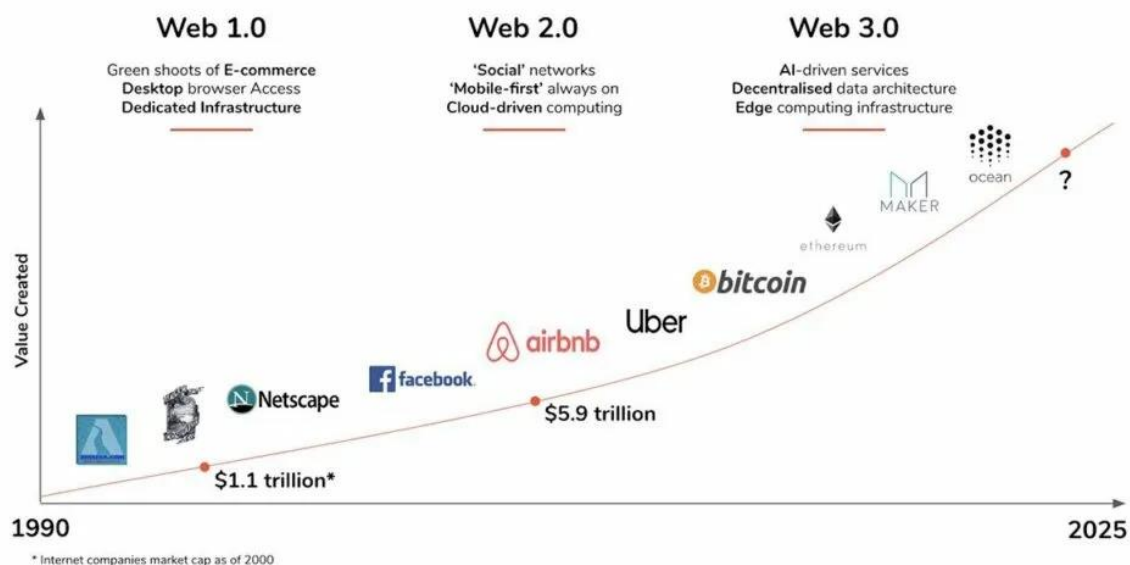 Web 1.0
Green shoots of E-commerce
Desktop browser Access
Dedicated Infrastructure
Web 2.0
‘Social’ networks
‘Mobile-first’ always on
Cloud-driven computing
Web 3.0
AI-driven services
Decentralised data architecture
Edge computing infrastructure
Value Created
Netscape
facebook.
airbnb
Uber
bitcoin
ethereum
MAKER
ocean
$1.1 trillion*
$5.9 trillion
?
1990
2025
* Internet companies market cap as of 2000